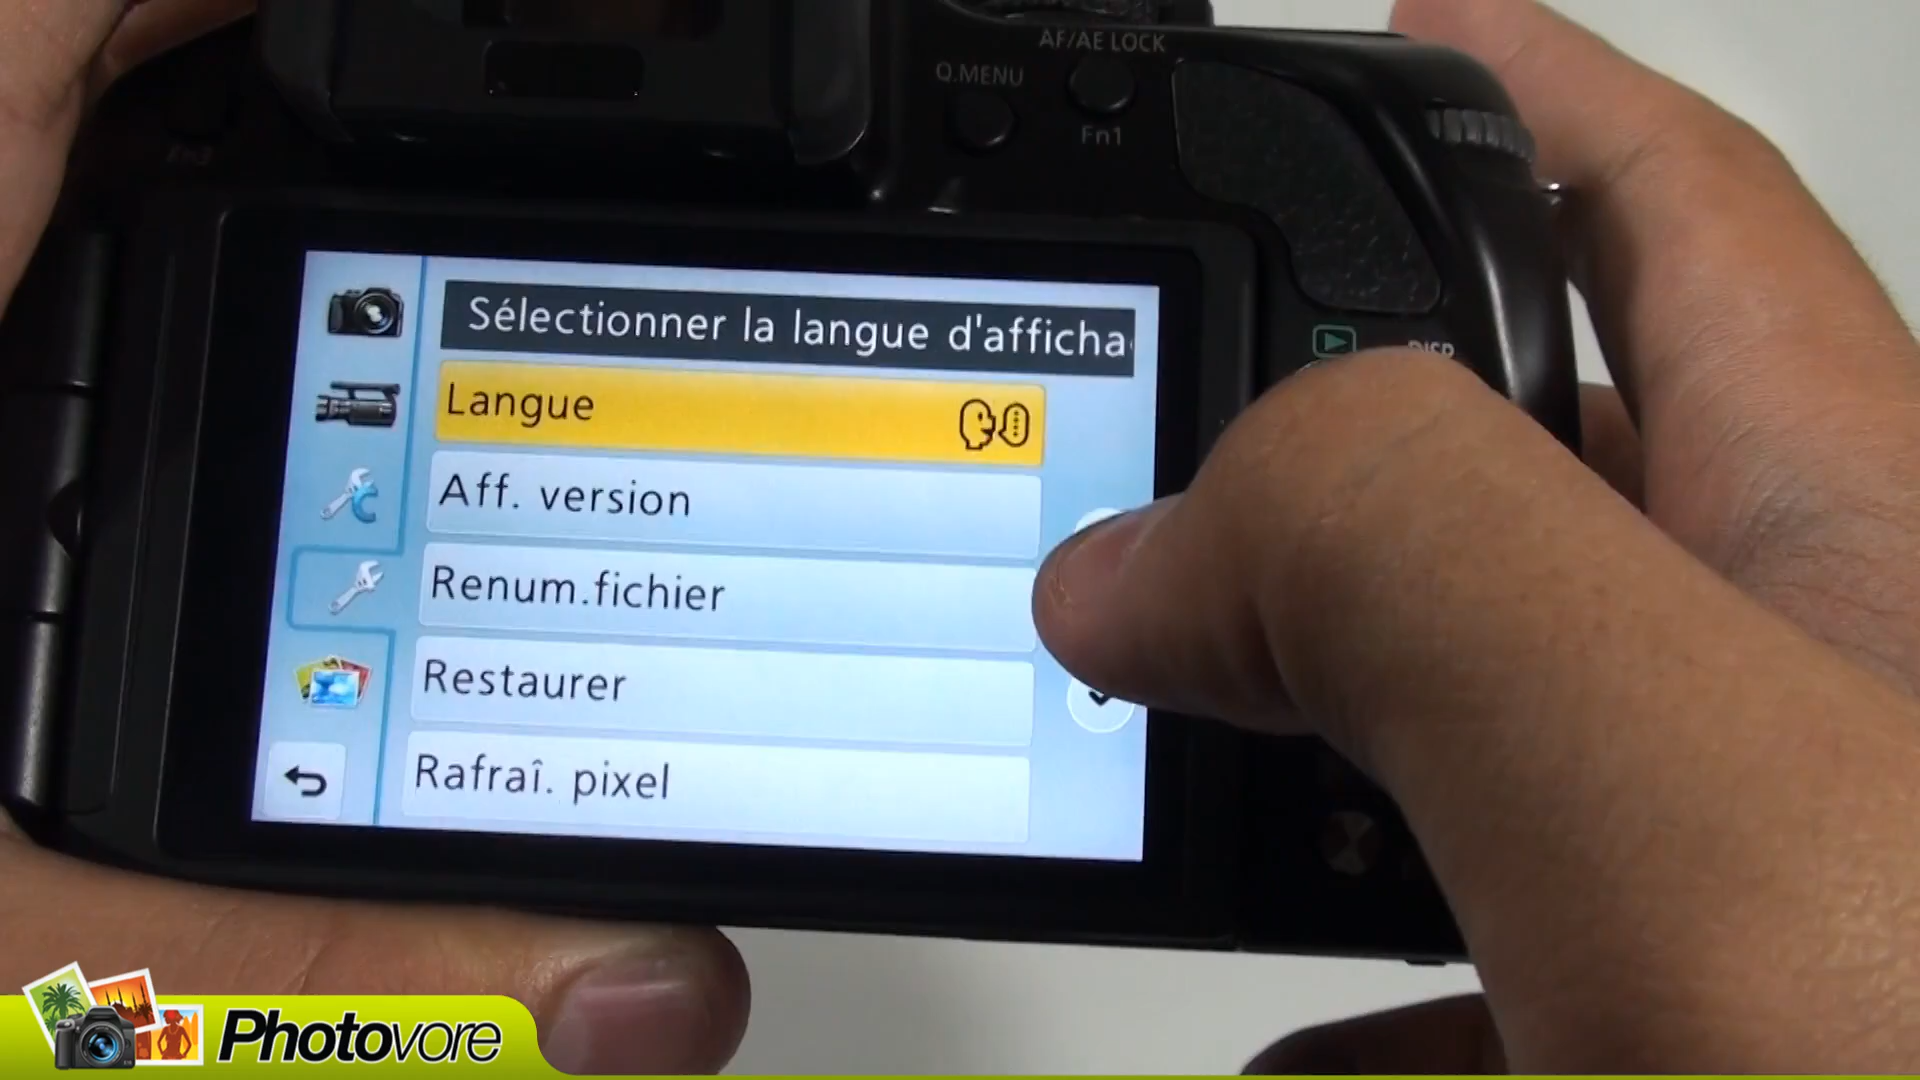 AF/AE LOCK
Q.MENU
Fn1
DISP
Sélectionner la langue d'afficha
Langue
Aff. version
Renum.fichier
Restaurer
Rafraî. pixel
Photovore